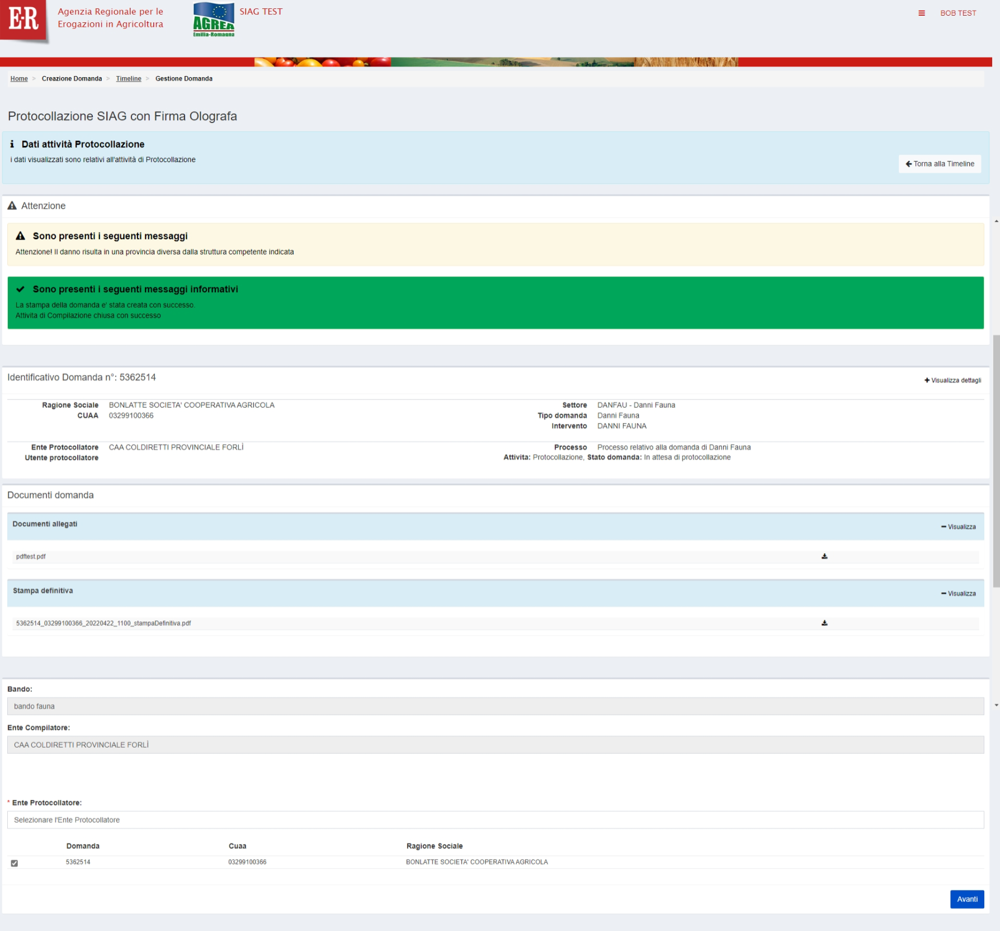 E-R
Agenzia Regionale per le
Erogazioni in Agricoltura
AGREA
Emilia-Romagna
SIAG TEST
BOB TEST
Home > Creazione Domanda > Timeline > Gestione Domanda
Protocollazione SIAG con Firma Olografa
Dati attività Protocollazione
i dati visualizzati sono relativi all'attività di Protocollazione
Torna alla Timeline
Attenzione
Sono presenti i seguenti messaggi
Attenzione! Il danno risulta in una provincia diversa dalla struttura competente indicata
Sono presenti i seguenti messaggi informativi
La stampa della domanda e' stata creata con successo.
Attivita di Compilazione chiusa con successo
Identificativo Domanda n°: 5362514
Visualizza dettagli
Ragione Sociale BONLATTE SOCIETA' COOPERATIVA AGRICOLA
CUAA 03299100366
Settore DANFAU - Danni Fauna
Tipo domanda Danni Fauna
Intervento DANNI FAUNA
Ente Protocollatore CAA COLDIRETTI PROVINCIALE FORLÌ
Utente protocollatore
Processo Processo relativo alla domanda di Danni Fauna
Attivita: Protocollazione, Stato domanda: In attesa di protocollazione
Documenti domanda
Documenti allegati
Visualizza
pdftest.pdf
Stampa definitiva
Visualizza
5362514_03299100366_20220422_1100_stampaDefinitiva.pdf
Bando:
bando fauna
Ente Compilatore:
CAA COLDIRETTI PROVINCIALE FORLÌ
* Ente Protocollatore:
Selezionare l'Ente Protocollatore
Domanda Cuaa Ragione Sociale
5362514 03299100366 BONLATTE SOCIETA' COOPERATIVA AGRICOLA
Avanti